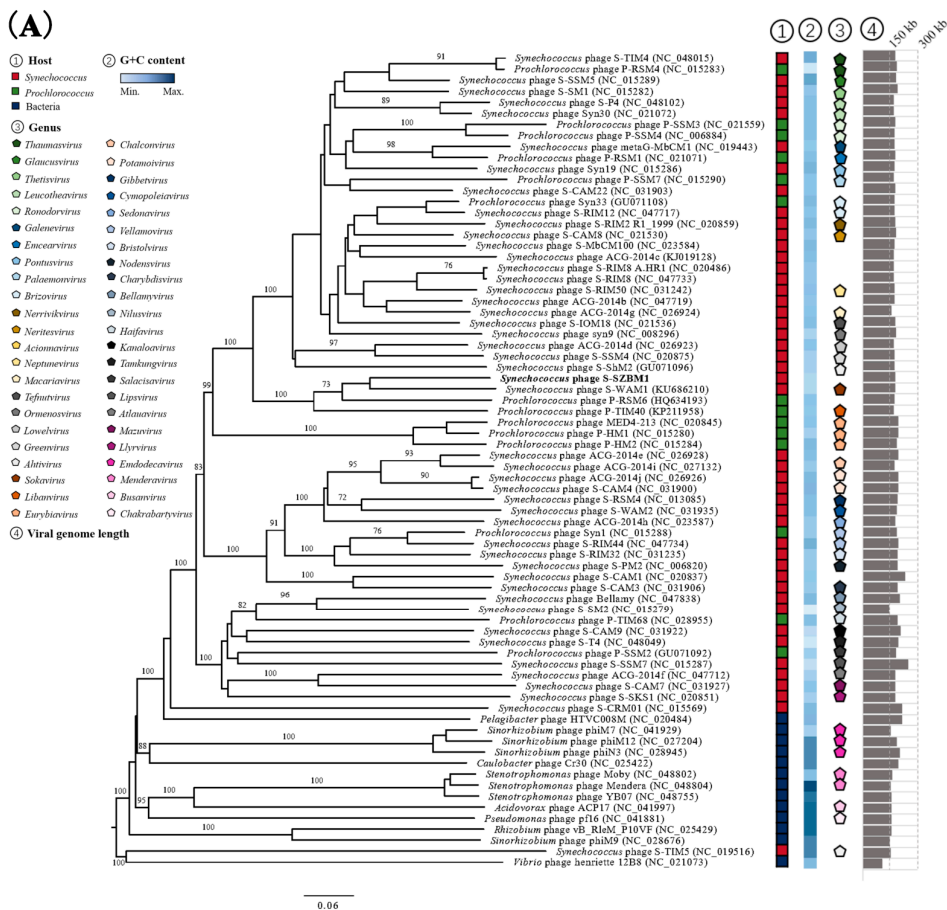 (A)
① Host
Synechococcus
Prochlorococcus
Bacteria
② G+C content
Min. Max.
③ Genus
Thaumasvirus
Glaucusvirus
Thetisvirus
Leucotheavirus
Ronodorvirus
Galenevirus
Emcearvirus
Pontusvirus
Palaemonvirus
Brizovirus
Nerrivikvirus
Neritesvirus
Acionnavirus
Neptunevirus
Macariavirus
Tefnutvirus
Ormenosvirus
Lowelvirus
Greenvirus
Ahtivirus
Sokavirus
Libanvirus
Eurybiavirus
Chalconvirus
Potamoivirus
Gibbetvirus
Cymopoleiavirus
Sedonavirus
Vellamovirus
Bristolvirus
Nodensvirus
Charybdisvirus
Bellamyvirus
Nilusvirus
Haifavirus
Kanaloavirus
Tamkungvirus
Salacisavirus
Lipsvirus
Atlauavirus
Mazuvirus
Llyrvirus
Emdodecavirus
Menderavirus
Busanvirus
Chakrabartyvirus
④ Viral genome length
① ② ③ ④ 150 kb 300 kb
91 Synechococcus phage S-TIM4 (NC_048015)
Prochlorococcus phage P-RSM4 (NC_015283)
Synechococcus phage S-SSM5 (NC_015289)
Synechococcus phage S-SM1 (NC_015282)
89 Synechococcus phage S-P4 (NC_048102)
Synechococcus phage Syn30 (NC_021072)
100 Prochlorococcus phage P-SSM3 (NC_021559)
Prochlorococcus phage P-SSM4 (NC_006884)
98 Synechococcus phage metaG-MbCM1 (NC_019443)
Prochlorococcus phage P-RSM1 (NC_021071)
Synechococcus phage Syn19 (NC_015286)
Prochlorococcus phage P-SSM7 (NC_015290)
Synechococcus phage S-CAM22 (NC_031903)
Prochlorococcus phage Syn33 (GU071108)
Synechococcus phage S-RIM12 (NC_047717)
Synechococcus phage S-RIM2 R1_1999 (NC_020859)
Synechococcus phage S-CAM8 (NC_021530)
Synechococcus phage S-MbCM100 (NC_023584)
Synechococcus phage ACG-2014c (KJ019128)
76 Synechococcus phage S-RIM8 A.HR1 (NC_020486)
Synechococcus phage S-RIM8 (NC_047733)
100 Synechococcus phage S-RIM50 (NC_031242)
Synechococcus phage ACG-2014b (NC_047719)
Synechococcus phage ACG-2014g (NC_026924)
Synechococcus phage S-IOM18 (NC_021536)
Synechococcus phage syn9 (NC_008296)
100 97 Synechococcus phage ACG-2014d (NC_026923)
Synechococcus phage S-SSM4 (NC_020875)
Synechococcus phage S-ShM2 (GU071096)
Synechococcus phage S-SZBM1
99 100 73 Synechococcus phage S-WAM1 (KU686210)
Prochlorococcus phage P-RSM6 (HQ634193)
Prochlorococcus phage P-TIM40 (KP211958)
Prochlorococcus phage MED4-213 (NC_020845)
100 Prochlorococcus phage P-HM1 (NC_015280)
Prochlorococcus phage P-HM2 (NC_015284)
93 Synechococcus phage ACG-2014e (NC_026928)
83 95 Synechococcus phage ACG-2014i (NC_027132)
90 Synechococcus phage ACG-2014j (NC_026926)
Synechococcus phage S-CAM4 (NC_031900)
100 72 Synechococcus phage S-RSM4 (NC_013085)
Synechococcus phage S-WAM2 (NC_031935)
91 Synechococcus phage ACG-2014h (NC_023587)
76 Prochlorococcus phage Syn1 (NC_015288)
Synechococcus phage S-RIM44 (NC_047734)
100 100 Synechococcus phage S-RIM32 (NC_031235)
Synechococcus phage S-PM2 (NC_006820)
100 Synechococcus phage S-CAM1 (NC_020837)
Synechococcus phage S-CAM3 (NC_031906)
96 Synechococcus phage Bellamy (NC_047838)
82 Synechococcus phage S-SM2 (NC_015279)
Prochlorococcus phage P-TIM68 (NC_028955)
Synechococcus phage S-CAM9 (NC_031922)
100 Synechococcus phage S-T4 (NC_048049)
Prochlorococcus phage P-SSM2 (GU071092)
100 Synechococcus phage S-SSM7 (NC_015287)
100 Synechococcus phage ACG-2014f (NC_047712)
Synechococcus phage S-CAM7 (NC_031927)
Synechococcus phage S-SKS1 (NC_020851)
Synechococcus phage S-CRM01 (NC_015569)
Pelagibacter phage HTVC008M (NC_020484)
100 Sinorhizobium phage phiM7 (NC_041929)
Sinorhizobium phage phiM12 (NC_027204)
88 Sinorhizobium phage phiN3 (NC_028945)
Caulobacter phage Cr30 (NC_025422)
100 Stenotrophomonas phage Moby (NC_048802)
100 Stenotrophomonas phage Mendera (NC_048804)
Stenotrophomonas phage YB07 (NC_048755)
95 Acidovorax phage ACP17 (NC_041997)
Pseudomonas phage pf16 (NC_041881)
100 Rhizobium phage vB_RleM_P10VF (NC_025429)
Sinorhizobium phage phiM9 (NC_028676)
Synechococcus phage S-TIM5 (NC_019516)
100 Vibrio phage henriette 12B8 (NC_021073)
0.06